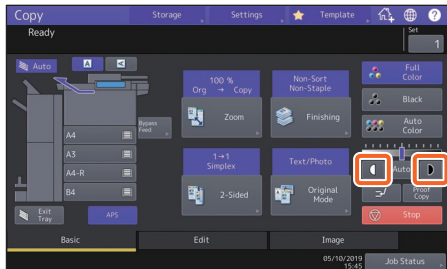 Copy
Storage
Settings
Template
?
Ready
Set
1
Auto
A
A
100 %
Org → Copy
Zoom
Non-Sort
Non-Staple
Finishing
Full
Color
Black
Auto
Color
Bypass
Feed
A4
A3
A4-R
B4
1→1
Simplex
2-Sided
Text/Photo
Original
Mode
Auto
Proof
Copy
Exit
Tray
APS
Stop
Basic
Edit
Image
05/10/2019
15:45
Job Status